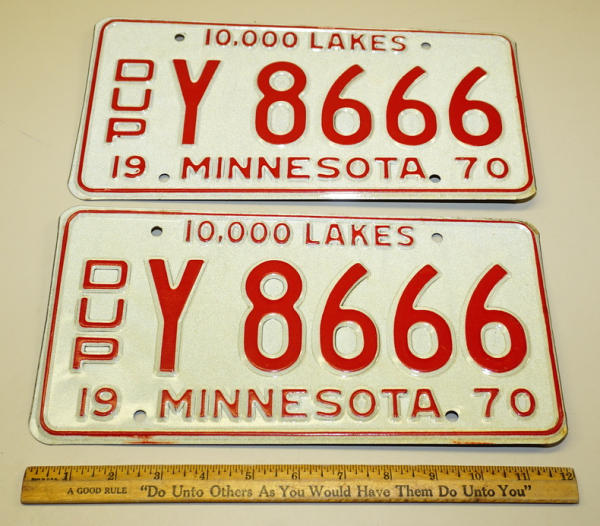 10,000 LAKES
DUP Y 8666
19 MINNESOTA 70
10,000 LAKES
DUP Y 8666
19 MINNESOTA 70
1 2 3 4 5 6 7 8 9 10 11 12
A GOOD RULE "Do Unto Others As You Would Have Them Do Unto You"